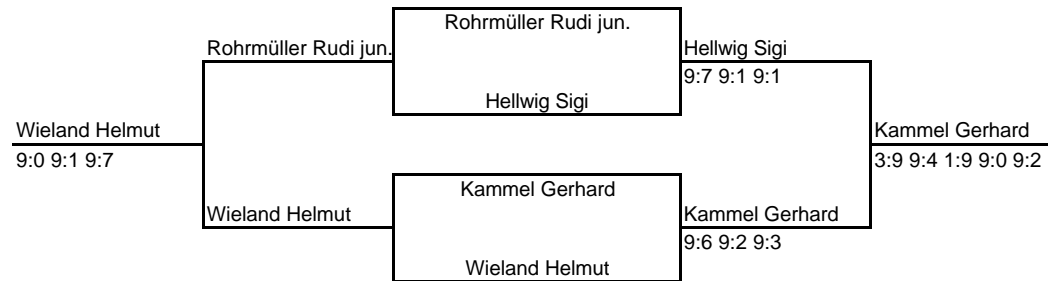 Rohrmüller Rudi jun.
Rohrmüller Rudi jun.
Hellwig Sigi
9:7 9:1 9:1
Hellwig Sigi
Wieland Helmut
9:0 9:1 9:7
Kammel Gerhard
3:9 9:4 1:9 9:0 9:2
Kammel Gerhard
Wieland Helmut
Kammel Gerhard
9:6 9:2 9:3
Wieland Helmut